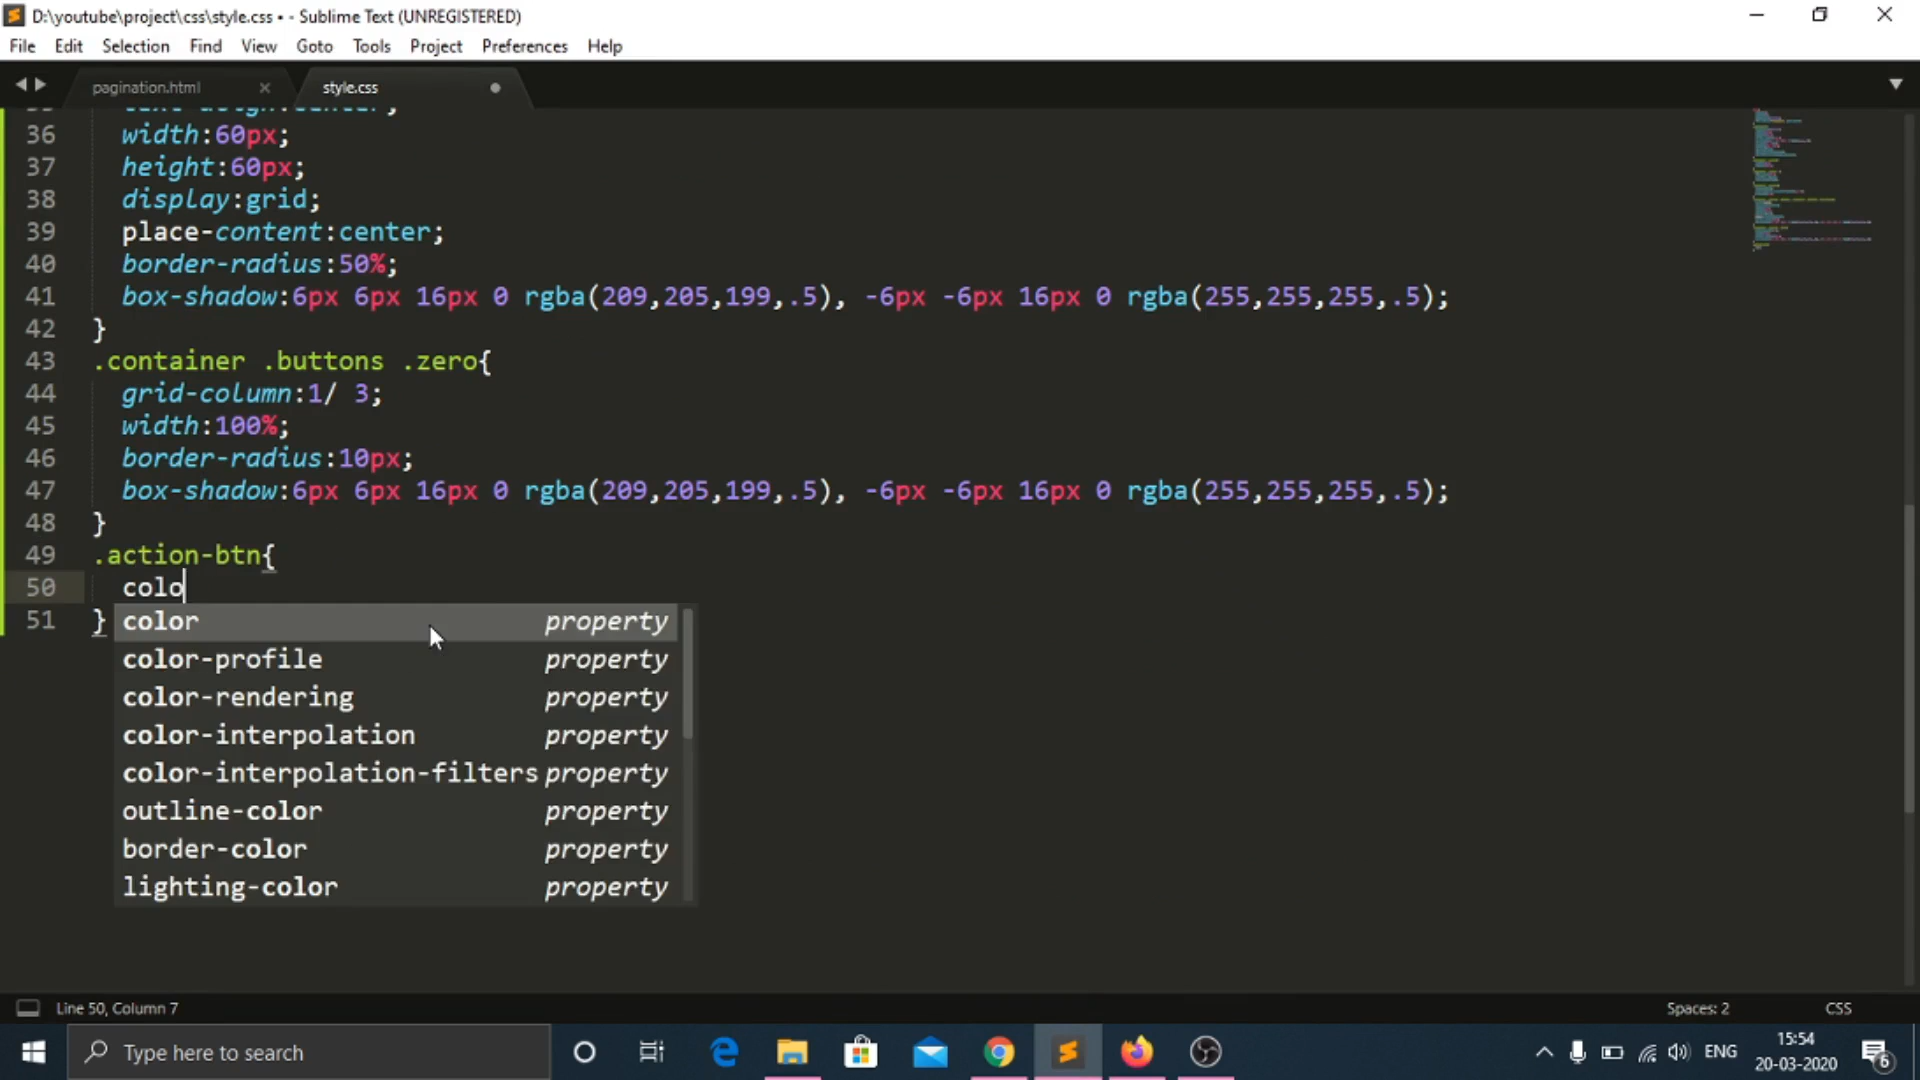 D:\youtube\project\css\style.css • - Sublime Text (UNREGISTERED)
File Edit Selection Find View Goto Tools Project Preferences Help
pagination.html
style.css
36 width:60px;
37 height:60px;
38 display:grid;
39 place-content:center;
40 border-radius:50%;
41 box-shadow:6px 6px 16px 0 rgba(209,205,199,.5), -6px -6px 16px 0 rgba(255,255,255,.5);
42 }
43 .container .buttons .zero{
44 grid-column:1/ 3;
45 width:100%;
46 border-radius:10px;
47 box-shadow:6px 6px 16px 0 rgba(209,205,199,.5), -6px -6px 16px 0 rgba(255,255,255,.5);
48 }
49 .action-btn{
50 colo
51 }
color property
color-profile property
color-rendering property
color-interpolation property
color-interpolation-filters property
outline-color property
border-color property
lighting-color property
Line 50, Column 7
Spaces: 2
CSS
Type here to search
ENG
15:54
20-03-2020
6